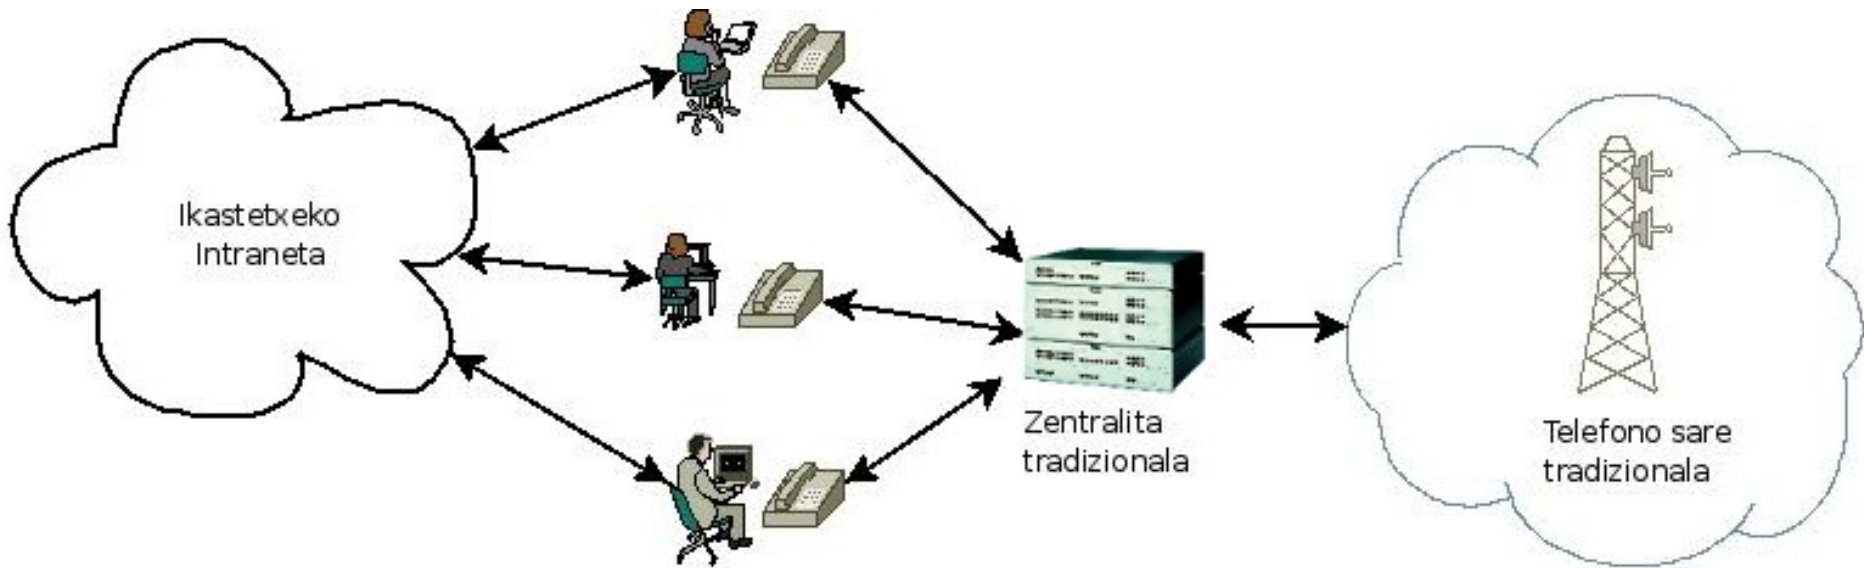 Ikastetxeko
Intraneta
Zentralita
tradizionala
Telefono sare
tradizionala